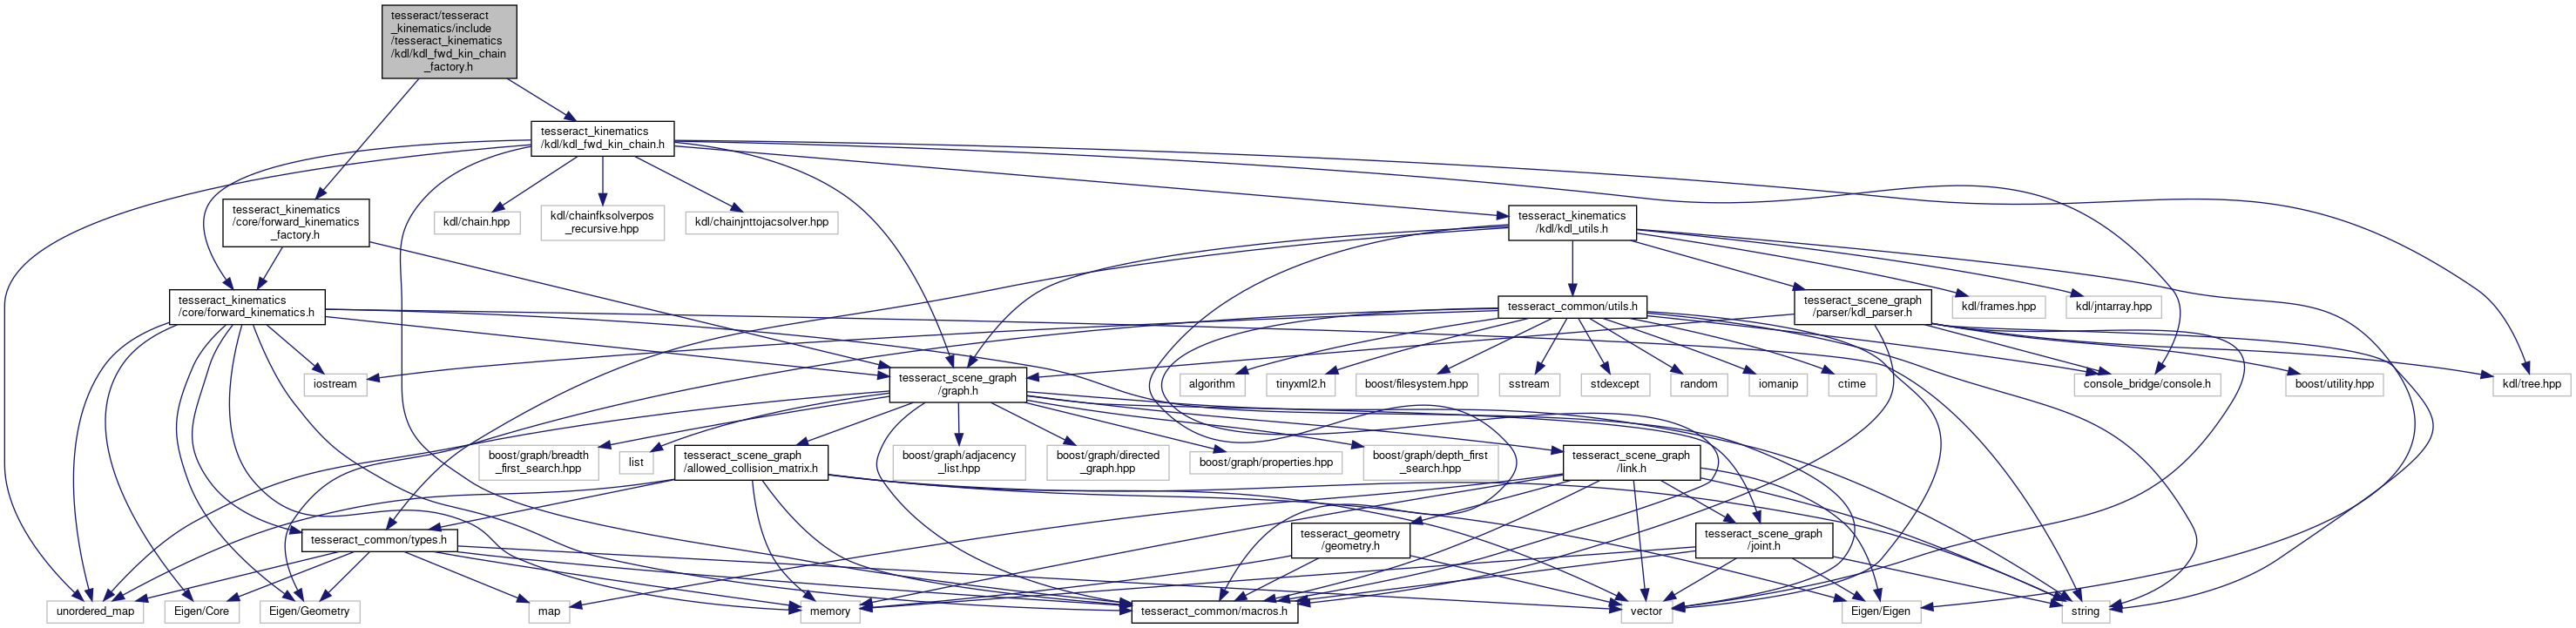 tesseract/tesseract
_kinematics/include
/tesseract_kinematics
/kdl/kdl_fwd_kin_chain
_factory.h
tesseract_kinematics
/kdl/kdl_fwd_kin_chain.h
tesseract_kinematics
/core/forward_kinematics
_factory.h
kdl/chain.hpp
kdl/chainfksolverpos
_recursive.hpp
kdl/chainjnttojacsolver.hpp
tesseract_kinematics
/kdl/kdl_utils.h
tesseract_kinematics
/core/forward_kinematics.h
tesseract_common/utils.h
tesseract_scene_graph
/parser/kdl_parser.h
kdl/frames.hpp
kdl/jntarray.hpp
iostream
tesseract_scene_graph
/graph.h
algorithm
tinyxml2.h
boost/filesystem.hpp
sstream
stdexcept
random
iomanip
ctime
console_bridge/console.h
boost/utility.hpp
kdl/tree.hpp
boost/graph/breadth
_first_search.hpp
list
tesseract_scene_graph
/allowed_collision_matrix.h
boost/graph/adjacency
_list.hpp
boost/graph/directed
_graph.hpp
boost/graph/properties.hpp
boost/graph/depth_first
_search.hpp
tesseract_scene_graph
/link.h
tesseract_common/types.h
tesseract_geometry
/geometry.h
tesseract_scene_graph
/joint.h
unordered_map
Eigen/Core
Eigen/Geometry
map
memory
tesseract_common/macros.h
vector
Eigen/Eigen
string